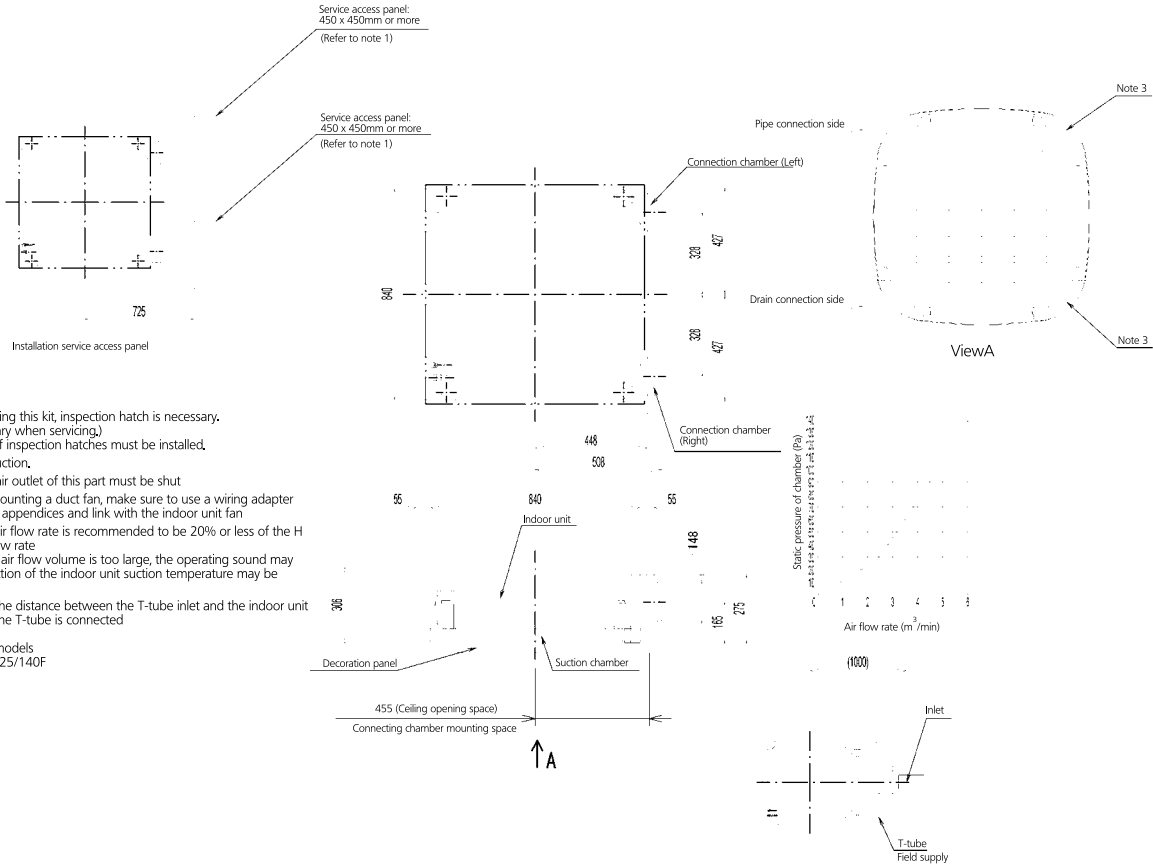 Service access panel:
450 x 450mm or more
(Refer to note 1)
Service access panel:
450 x 450mm or more
(Refer to note 1)
725
Installation service access panel
Connection chamber (Left)
840
328
427
328
427
Connection chamber
(Right)
448
508
55
840
55
Pipe connection side
Drain connection side
Note 3
Note 3
ViewA
ing this kit, inspection hatch is necessary.
ry when servicing.)
f inspection hatches must be installed.
uction.
air outlet of this part must be shut
ounting a duct fan, make sure to use a wiring adapter
appendices and link with the indoor unit fan
ir flow rate is recommended to be 20% or less of the H
w rate
air flow volume is too large, the operating sound may
tion of the indoor unit suction temperature may be
he distance between the T-tube inlet and the indoor unit
he T-tube is connected
nodels
25/140F
Indoor unit
148
306
165
275
Decoration panel
Suction chamber
455 (Ceiling opening space)
Connecting chamber mounting space
A
Static pressure of chamber (Pa)
1 2 3 4 5 6
Air flow rate (m3/min)
(1000)
Inlet
T-tube
Field supply